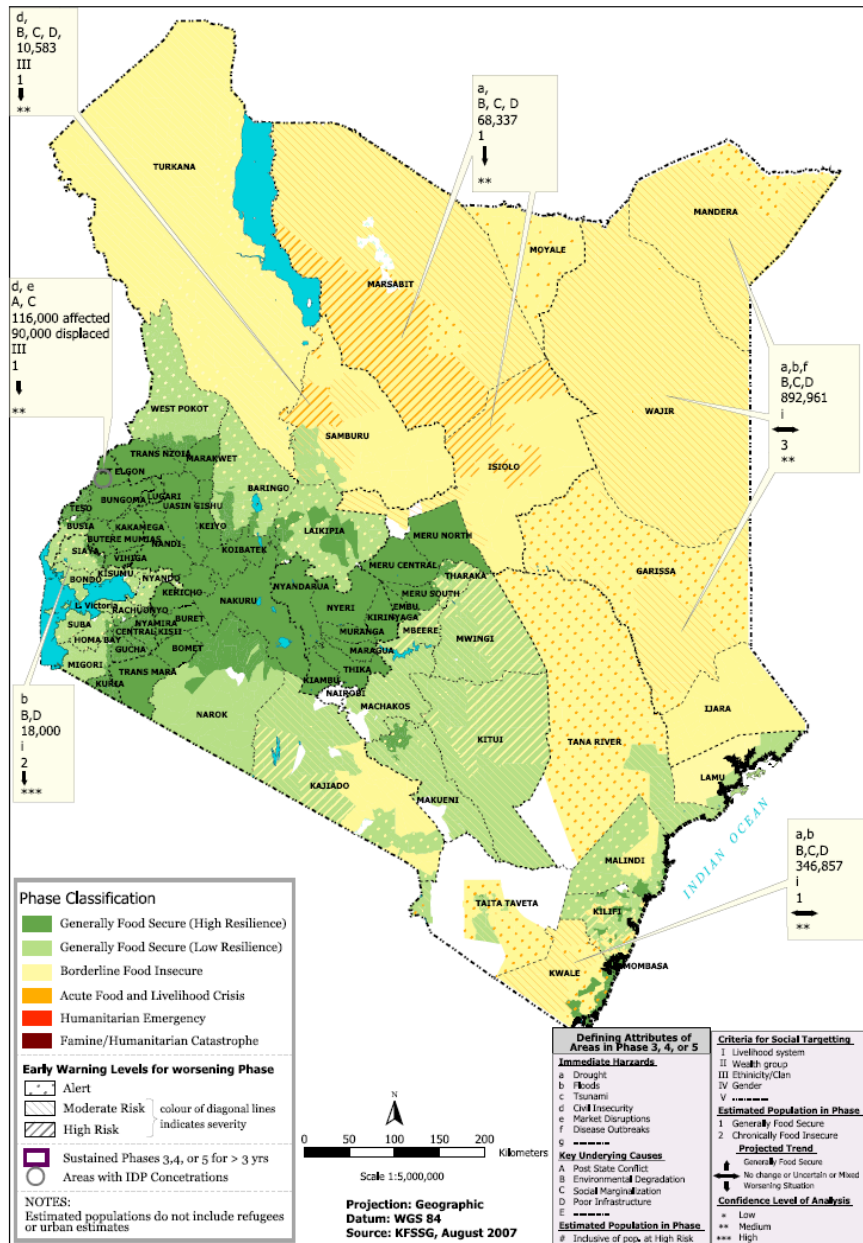 d,
B, C, D,
10,583
III
1
**
a,
B, C, D
68,337
1
**
TURKANA
MANDERA
MOYALE
MARSABIT
d, e
A, C
116,000 affected
90,000 displaced
III
1
**
a,b,f
B,C,D
892,961
i
3
**
WAJIR
WEST POKOT
SAMBURU
ISIOLO
TRANS NZOIA
MARAKWET
ELGON
BARINGO
BUNGOMA
LUGARI
UASIN GISHU
TESO
LAIKIPIA
BUSIA
KAKAMEGA
KEIYO
MERU NORTH
BUTERE MUMIAS
NANDI
KOIBATEK
GARISSA
SIAYA
VIHIGA
MERU CENTRAL
KISUMU
NYANDO
THARAKA
BONDO
KERICHO
NYANDARUA
MERU SOUTH
L. Victoria
RACHUONYO
NAKURU
NYERI
EMBU
SUBA
NYAMIRA
BURET
KIRINYAGA
MWINGI
HOMA BAY
CENTRAL KISII
MURANGA
MBEERE
GUCHA
BOMET
MARAGUA
MIGORI
TRANS MARA
THIKA
KURIA
KIAMBU
NAIROBI
IJARA
b
B,D
18,000
i
2
***
NAROK
MACHAKOS
KITUI
TANA RIVER
LAMU
KAJIADO
MAKUENI
INDIAN OCEAN
MALINDI
a,b
B,C,D
346,857
i
1
**
TAITA TAVETA
KILIFI
KWALE
MOMBASA
Phase Classification
Generally Food Secure (High Resilience)
Generally Food Secure (Low Resilience)
Borderline Food Insecure
Acute Food and Livelihood Crisis
Humanitarian Emergency
Famine/Humanitarian Catastrophe
Early Warning Levels for worsening Phase
Alert
Moderate Risk
High Risk
colour of diagonal lines
indicates severity
Sustained Phases 3,4, or 5 for > 3 yrs
Areas with IDP Concetrations
NOTES:
Estimated populations do not include refugees
or urban estimates
N
0 50 100 150 200
Kilometers
Scale 1:5,000,000
Projection: Geographic
Datum: WGS 84
Source: KFSSG, August 2007
Defining Attributes of
Areas in Phase 3, 4, or 5
Immediate Harzards
a Drought
b Floods
c Tsunami
d Civil Insecurity
e Market Disruptions
f Disease Outbreaks
g
Key Underlying Causes
A Post State Conflict
B Environmental Degradation
C Social Marginalization
D Poor Infrastructure
E
Estimated Population in Phase
# Inclusive of pop. at High Risk
Criteria for Social Targetting
I Livelihood system
II Wealth group
III Ethinicity/Clan
IV Gender
V
Estimated Population in Phase
1 Generally Food Secure
2 Chronically Food Insecure
Projected Trend
Generally Food Secure
No change or Uncertain or Mixed
Worsening Situation
Confidence Level of Analysis
* Low
** Medium
*** High